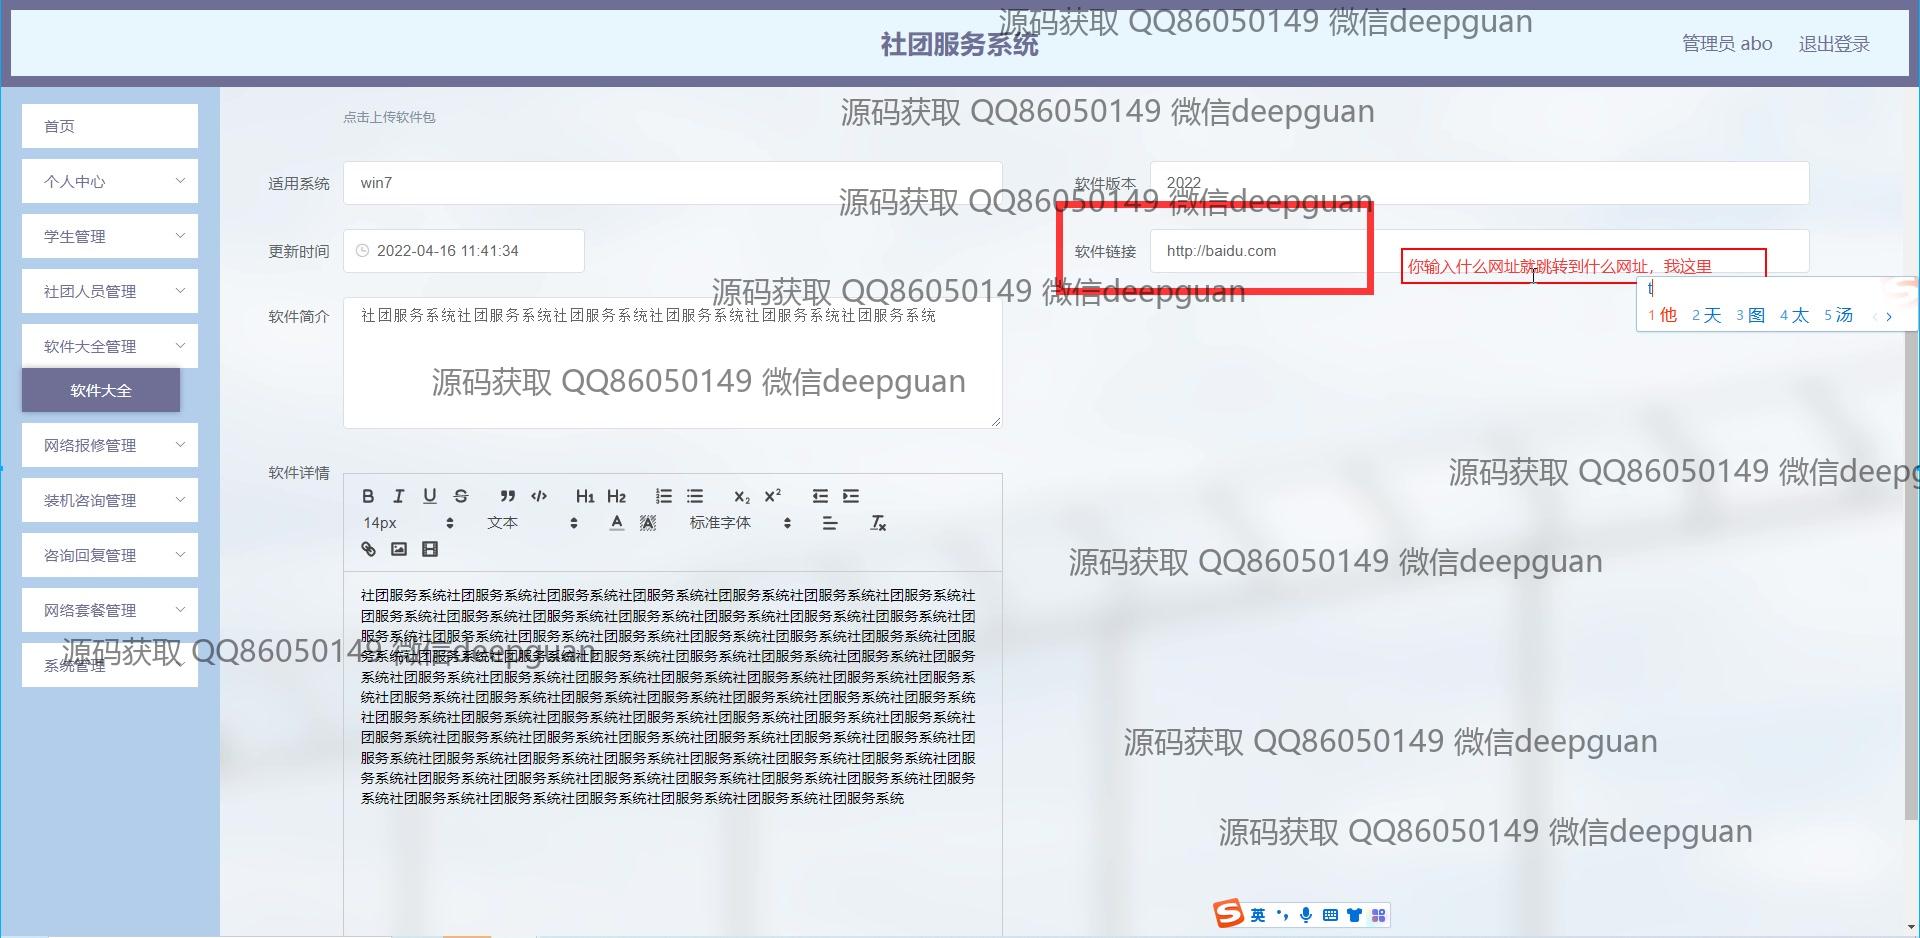 源码获取 QQ86050149 微信deepguan
社团服务系统
管理员 abo
退出登录
首页
个人中心
学生管理
社团人员管理
软件大全管理
软件大全
网络报修管理
装机咨询管理
咨询回复管理
网络套餐管理
系统管理
点击上传软件包
源码获取 QQ86050149 微信deepguan
适用系统
win7
软件版本
2022
源码获取 QQ86050149 微信deepguan
更新时间
2022-04-16 11:41:34
软件链接
http://baidu.com
你输入什么网址就跳转到什么网址，我这里
t
1 他 2 天 3 图 4 太 5 汤
源码获取 QQ86050149 微信deepguan
软件简介
社团服务系统社团服务系统社团服务系统社团服务系统社团服务系统社团服务系统
源码获取 QQ86050149 微信deepguan
软件详情
源码获取 QQ86050149 微信deepg
B I U S H1 H2 X2 X2
14px 文本 A A 标准字体 Tx
源码获取 QQ86050149 微信deepguan
社团服务系统社团服务系统社团服务系统社团服务系统社团服务系统社团服务系统社团服务系统社
团服务系统社团服务系统社团服务系统社团服务系统社团服务系统社团服务系统社团服务系统社团
服务系统社团服务系统社团服务系统社团服务系统社团服务系统社团服务系统社团服务系统社团服
务系统社团服务系统社团服务系统社团服务系统社团服务系统社团服务系统社团服务系统社团服务
系统社团服务系统社团服务系统社团服务系统社团服务系统社团服务系统社团服务系统社团服务系
统社团服务系统社团服务系统社团服务系统社团服务系统社团服务系统社团服务系统社团服务系统
社团服务系统社团服务系统社团服务系统社团服务系统社团服务系统社团服务系统社团服务系统社
团服务系统社团服务系统社团服务系统社团服务系统社团服务系统社团服务系统社团服务系统社团
服务系统社团服务系统社团服务系统社团服务系统社团服务系统社团服务系统社团服务系统社团服
务系统社团服务系统社团服务系统社团服务系统社团服务系统社团服务系统社团服务系统社团服务
系统社团服务系统社团服务系统社团服务系统社团服务系统社团服务系统社团服务系统
源码获取 QQ86050149 微信deepguan
源码获取 QQ86050149 微信deepguan
源码获取 QQ86050149 微信deepguan
英